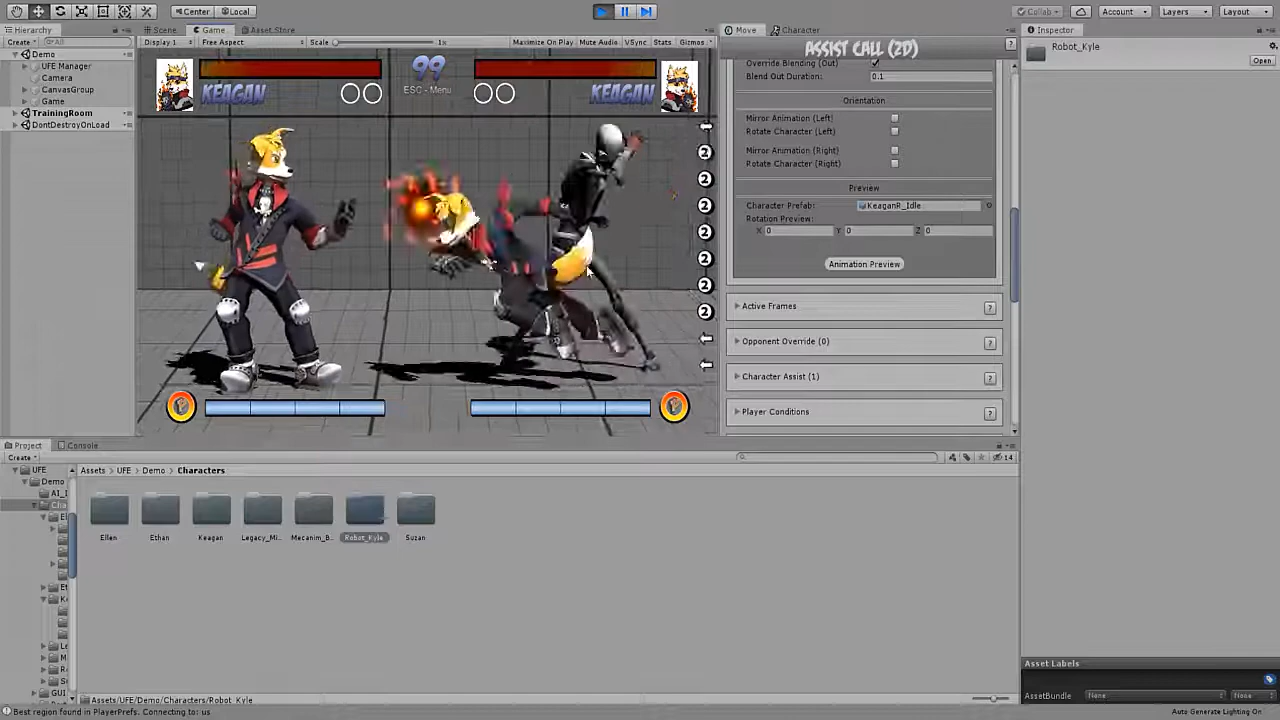 Center Local
Collab Account Layers Layout
Hierarchy Scene Game Asset Store Move Character Inspector
Create All
Display 1 Free Aspect Scale 1x Maximize On Play Mute Audio VSync Stats Gizmos
ASSIST CALL (2D)
?
Robot_Kyle
Open
Demo
UFE Manager
Camera
CanvasGroup
Game
TrainingRoom
DontDestroyOnLoad
99
ESC - Menu
KEAGAN
KEAGAN
2
2
2
2
2
2
2
Override Blending (Out)
Blend Out Duration: 0.1
Orientation
Mirror Animation (Left)
Rotate Character (Left)
Mirror Animation (Right)
Rotate Character (Right)
Preview
Character Prefab: KeaganR_Idle
Rotation Preview:
X 0 Y 0 Z 0
Animation Preview
Active Frames ?
Opponent Override (0) ?
Character Assist (1) ?
Player Conditions ?
Project Console
Create 14
UFE
Demo
AI_I
Assets UFE Demo Characters
Ellen Ethan Keagan Legacy_Mi... Mecanim_B... Robot_Kyle Suzan
GUI
Assets/UFE/Demo/Characters/Robot_Kyle
Asset Labels
AssetBundle None None
Best region found in PlayerPrefs. Connecting to: us
Auto Generate Lighting On